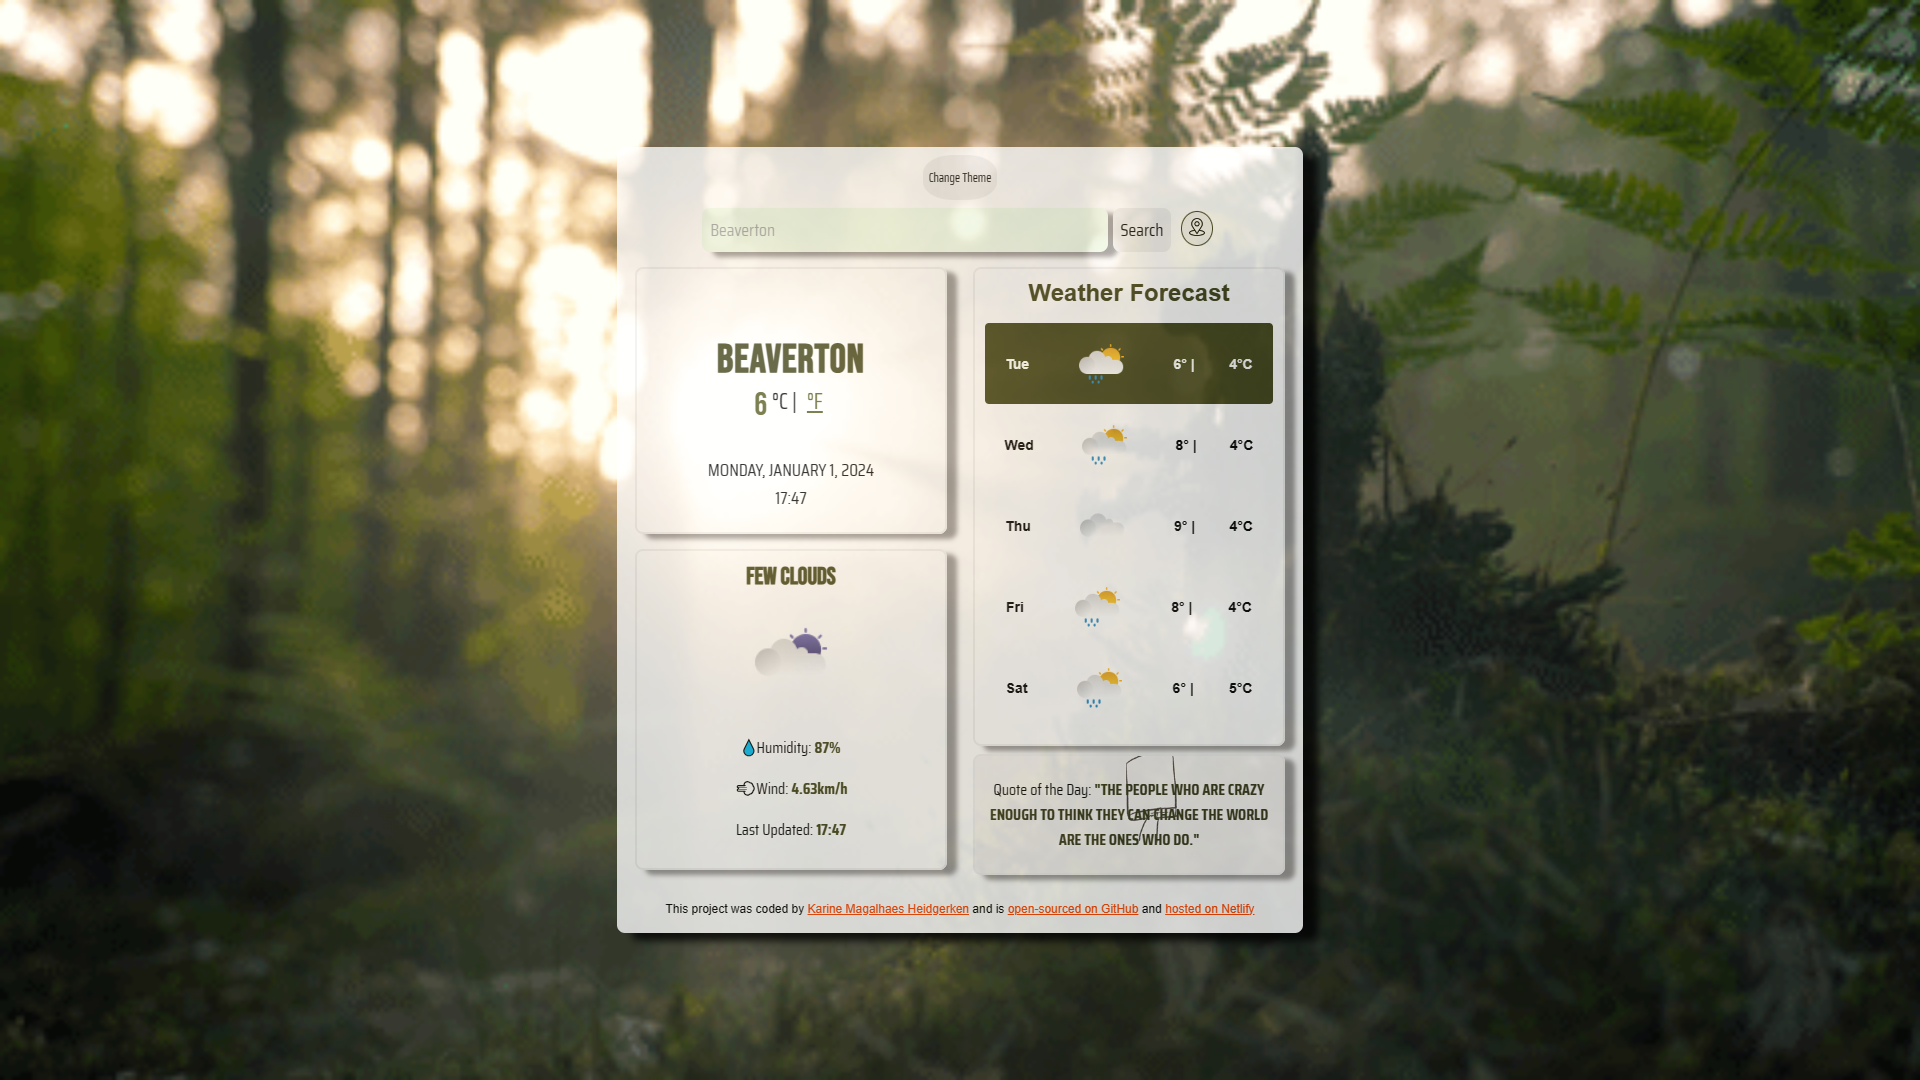 Change Theme
Beaverton
Search
BEAVERTON
6 °C | °F
MONDAY, JANUARY 1, 2024
17:47
FEW CLOUDS
Humidity: 87%
Wind: 4.63km/h
Last Updated: 17:47
Weather Forecast
Tue 6° | 4°C
Wed 8° | 4°C
Thu 9° | 4°C
Fri 8° | 4°C
Sat 6° | 5°C
Quote of the Day: "THE PEOPLE WHO ARE CRAZY
ENOUGH TO THINK THEY CAN CHANGE THE WORLD
ARE THE ONES WHO DO."
This project was coded by Karine Magalhaes Heidgerken and is open-sourced on GitHub and hosted on Netlify